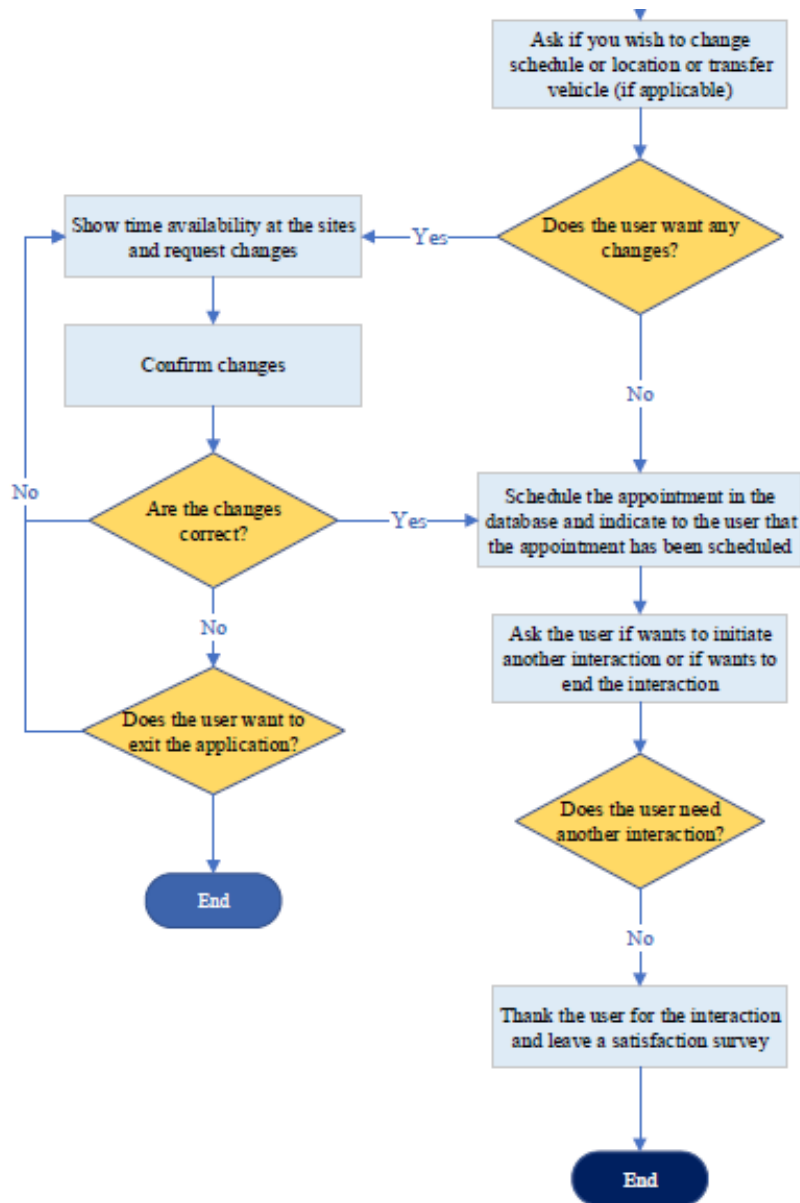 Ask if you wish to change
schedule or location or transfer
vehicle (if applicable)
Show time availability at the sites
and request changes
Yes
Does the user want any
changes?
Confirm changes
No
No
Are the changes
correct?
Yes
Schedule the appointment in the
database and indicate to the user that
the appointment has been scheduled
No
Ask the user if wants to initiate
another interaction or if wants to
end the interaction
Does the user want to
exit the application?
Does the user need
another interaction?
End
No
Thank the user for the interaction
and leave a satisfaction survey
End